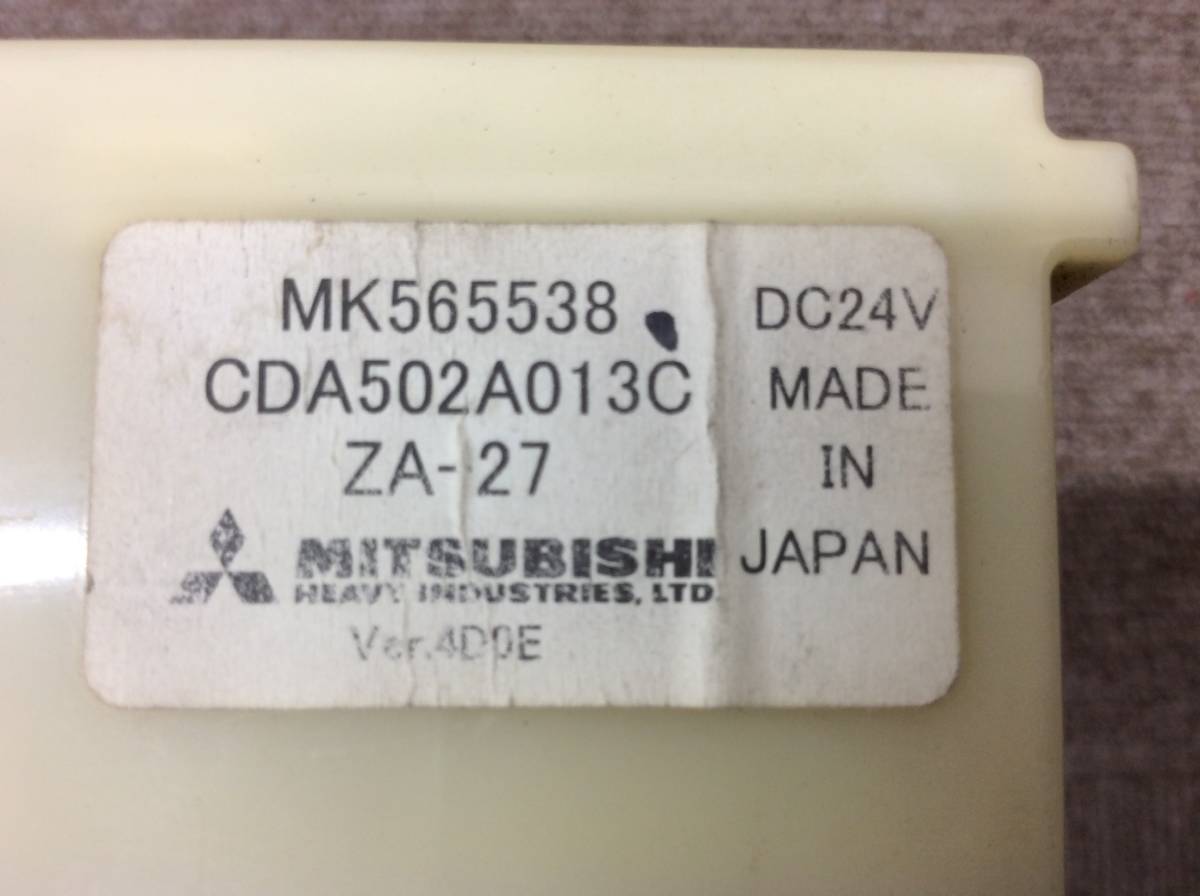 MK565538
CDA502A013C
ZA-27
MITSUBISHI
HEAVY INDUSTRIES, LTD.
Ver.4D0E
DC24V
MADE
IN
JAPAN